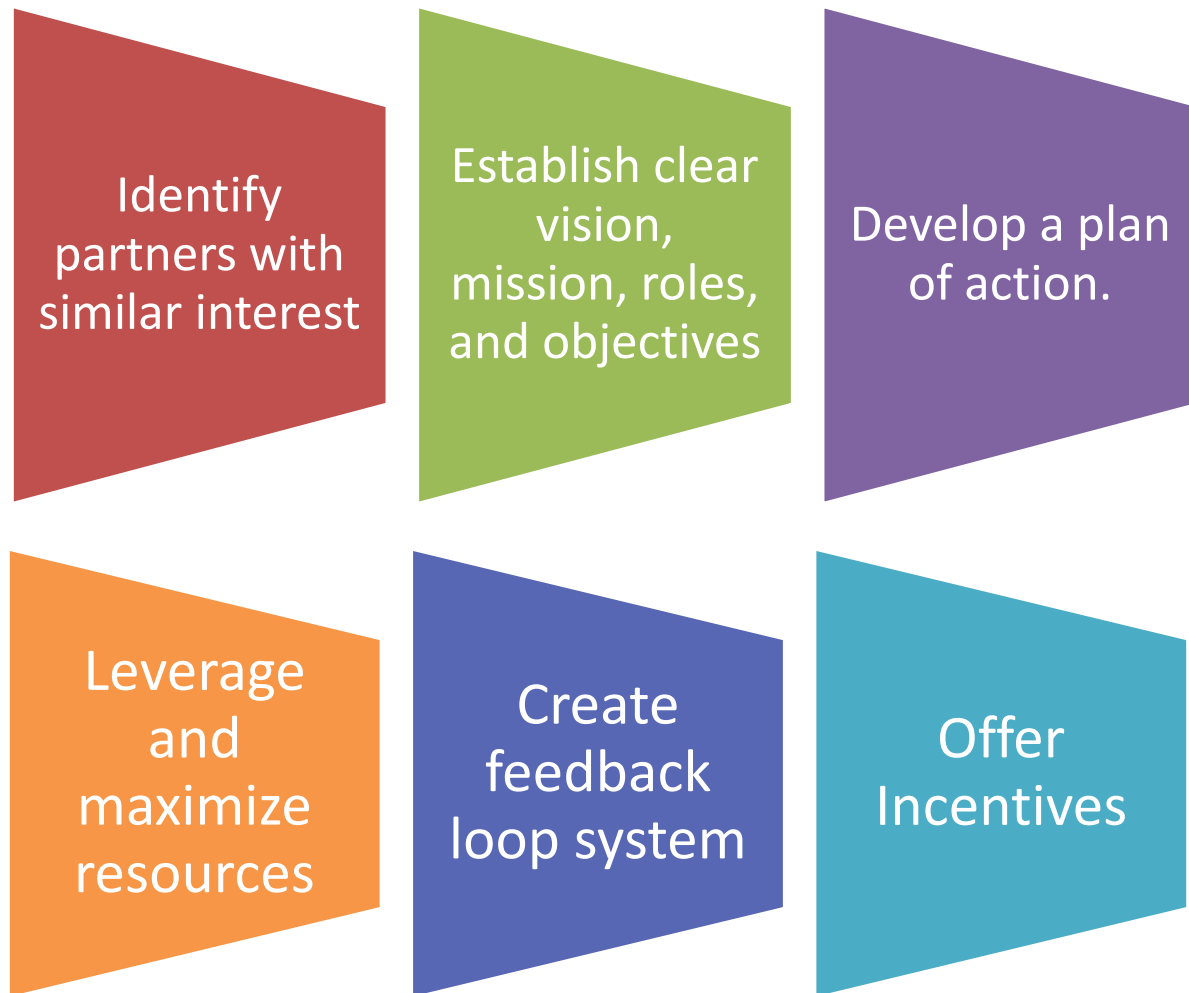 Identify
partners with
similar interest
Establish clear
vision,
mission, roles,
and objectives
Develop a plan
of action.
Leverage
and
maximize
resources
Create
feedback
loop system
Offer
Incentives